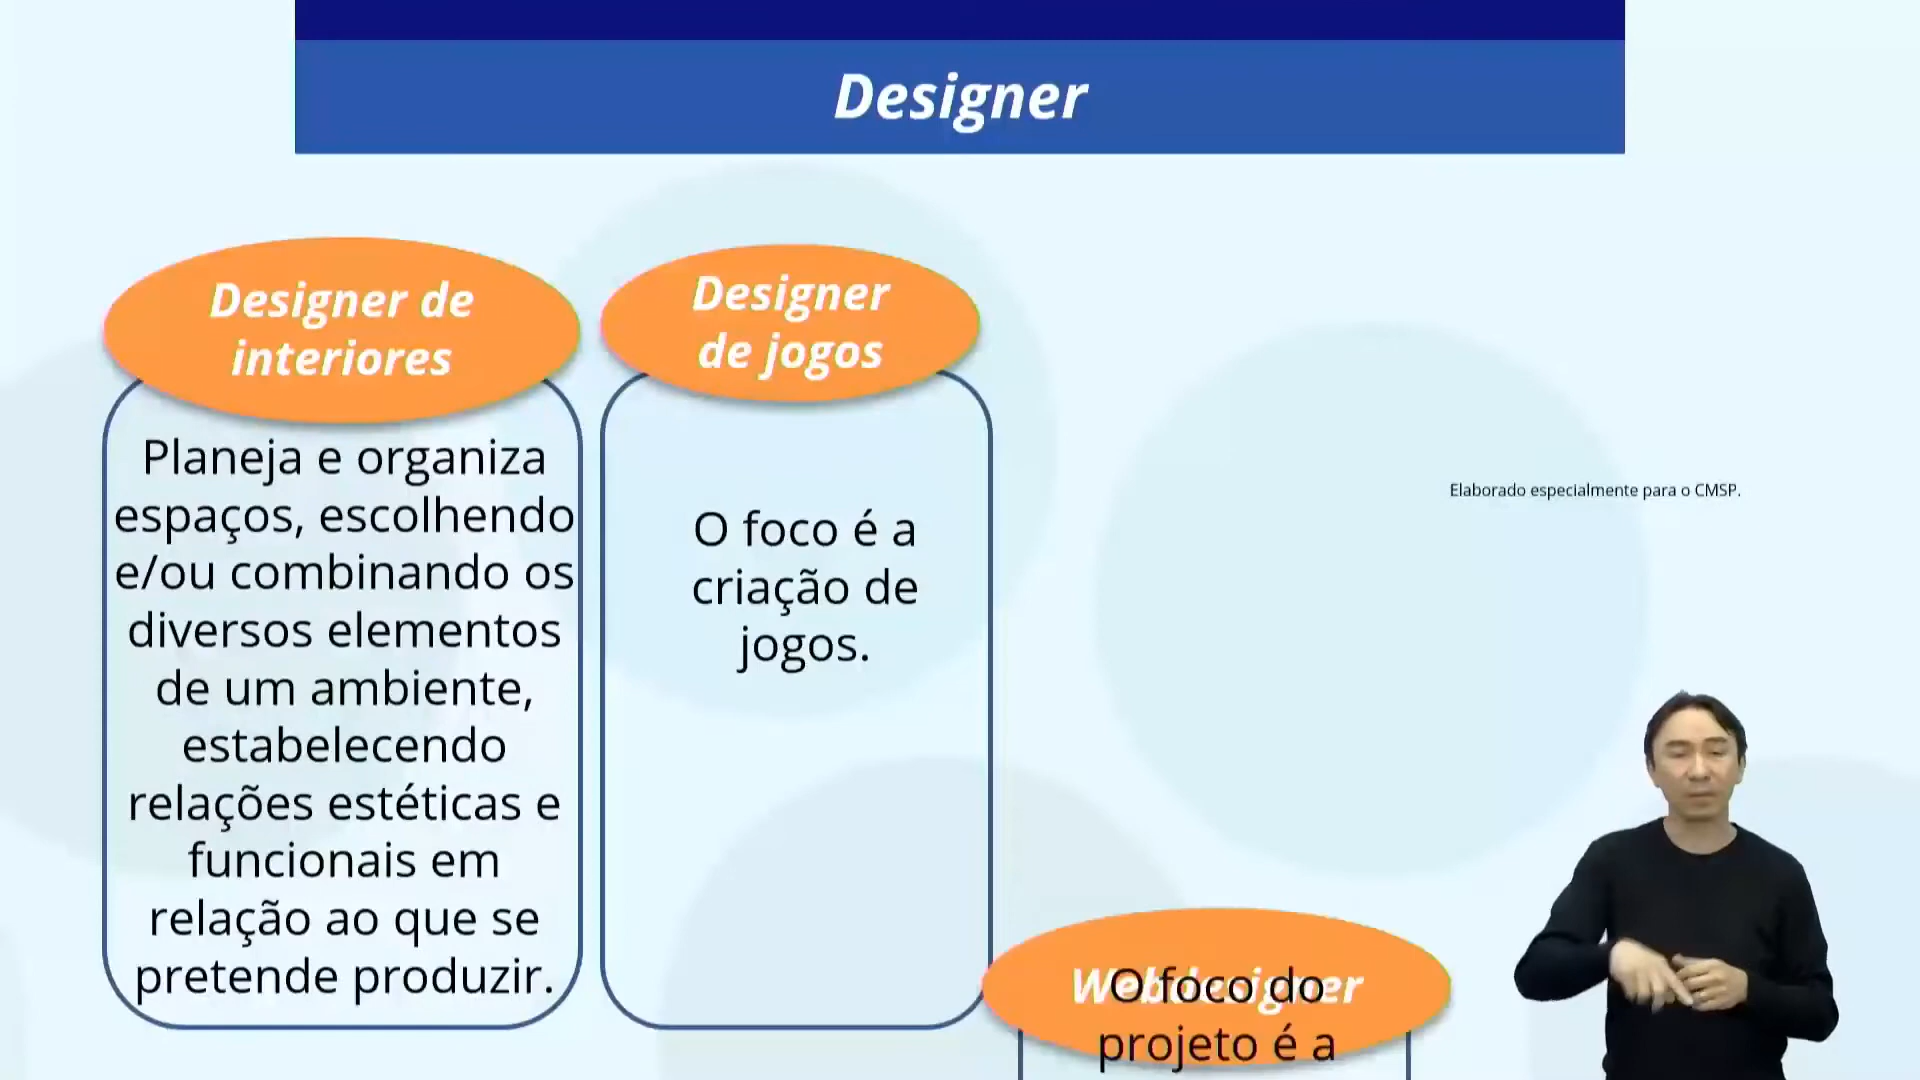 Designer
Designer de
interiores
Planeja e organiza
espaços, escolhendo
e/ou combinando os
diversos elementos
de um ambiente,
estabelecendo
relações estéticas e
funcionais em
relação ao que se
pretende produzir.
Designer
de jogos
O foco é a
criação de
jogos.
Elaborado especialmente para o CMSP.
Webdesigner
O foco do
projeto é a